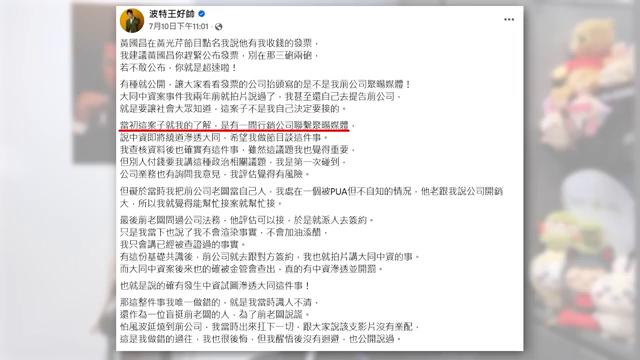 波特王好帥
7月10日下午11:01
黃國昌在黃光芹節目點名我說他有我收錢的發票，
我建議黃國昌你趕緊公布發票，別在那三砲兩砲，
若不敢公布，你就是超速啦！
有種就公開，讓大家看看發票的公司抬頭寫的是不是我前公司聚暘媒體！
大同中資案事件我兩年前就拍片說過了，我甚至還自己去提告前公司，
就是要讓社會大眾知道，這案子不是我自己決定要接的。
當初這案子就我的了解，是有一間行銷公司聯繫聚暘媒體，
說中資即將繞道滲透大同，希望我做節目談這件事。
我查核資料後也確實有這件事，雖然這議題我也覺得重要，
但別人付錢要我講這種政治相關議題，我是第一次碰到，
公司業務也有詢問我意見，我評估覺得有風險。
但礙於當時我把前公司老闆當自己人，我處在一個被PUA但不自知的情況，他老跟我說公司開銷
大，所以我就覺得能幫忙接案就幫忙接。
最後前老闆問過公司法務，他評估可以接，於是就派人去簽約。
只是我當下也說了我不會渲染事實，不會加油添醋，
我只會講已經被查證過的事實。
有這份基礎共識後，前公司就去跟對方簽約，我也就拍片講大同中資的事。
而大同中資案後來也的確被金管會查出，真的有中資滲透並開罰。
也就是說的確有發生中資試圖滲透大同這件事！
那這整件事我唯一做錯的，就是我當時識人不清，
還作為一位盲挺前老闆的人，為了前老闆說謊。
怕風波延燒到前公司，我當時出來扛下一切，跟大家說該支影片沒有業配，
這是我做錯的過往，我也很後悔，但我醒悟後沒有迴避，也公開說過。